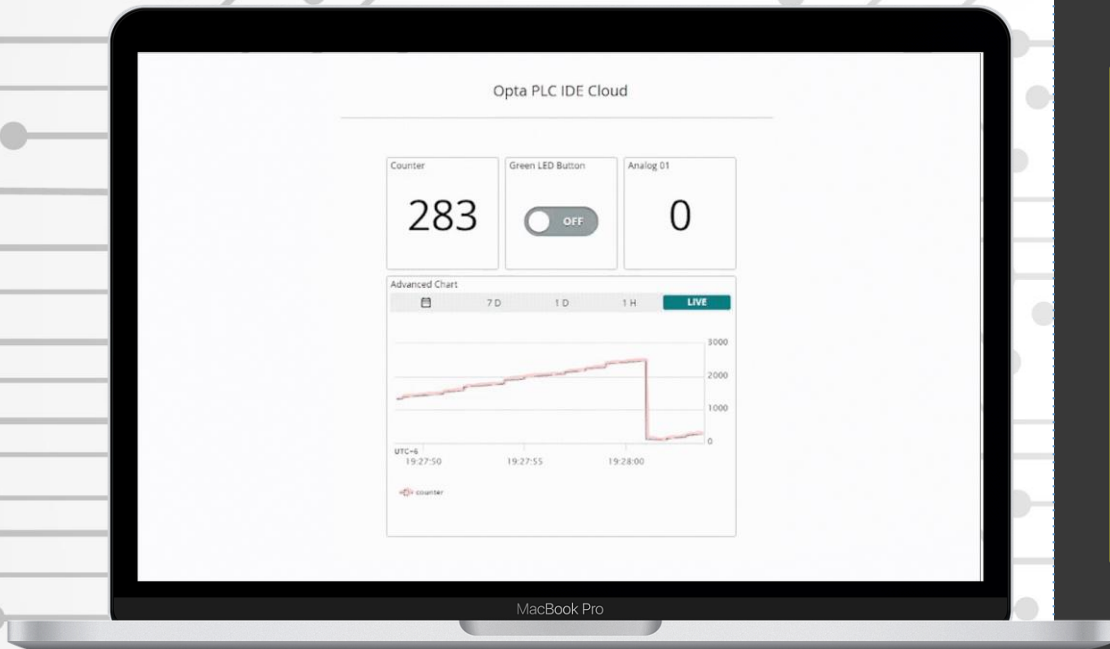 Opta PLC IDE Cloud
Counter
Green LED Button
Analog 01
283
OFF
0
Advanced Chart
7 D
1 D
1 H
LIVE
3000
2000
1000
0
UTC-6
19:27:50
19:27:55
19:28:00
counter
MacBook Pro